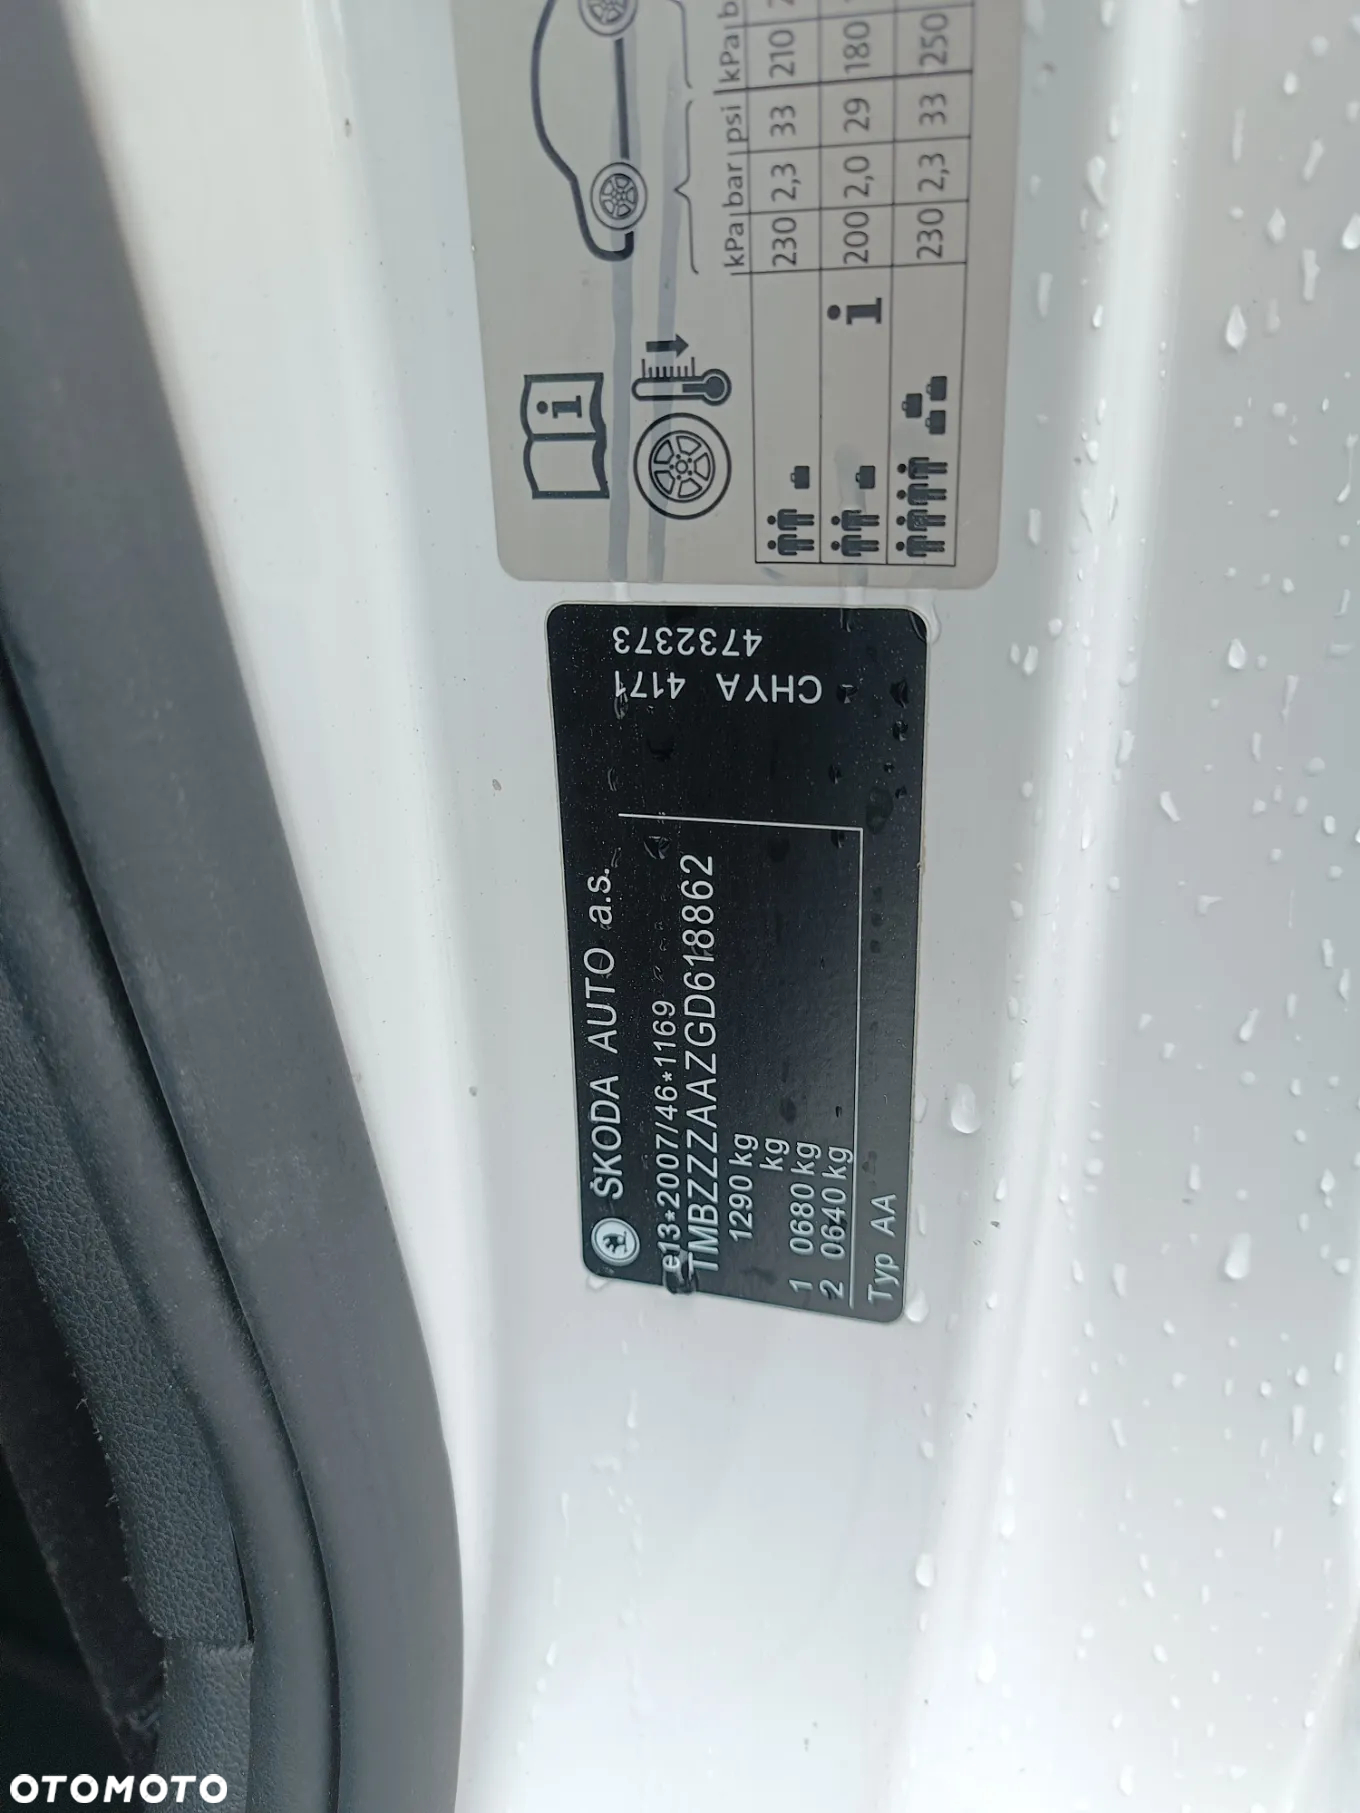 kPa bar psi kPa b
230 2,3 33 210
i 200 2,0 29 180
230 2,3 33 250
i
ŠKODA AUTO a.s.
e13*2007/46*1169
TMBZZZAAZGD618862
1290 kg
kg
1 0680 kg
2 0640 kg
Typ AA
CHYA 4171
4732373
OTOMOTO